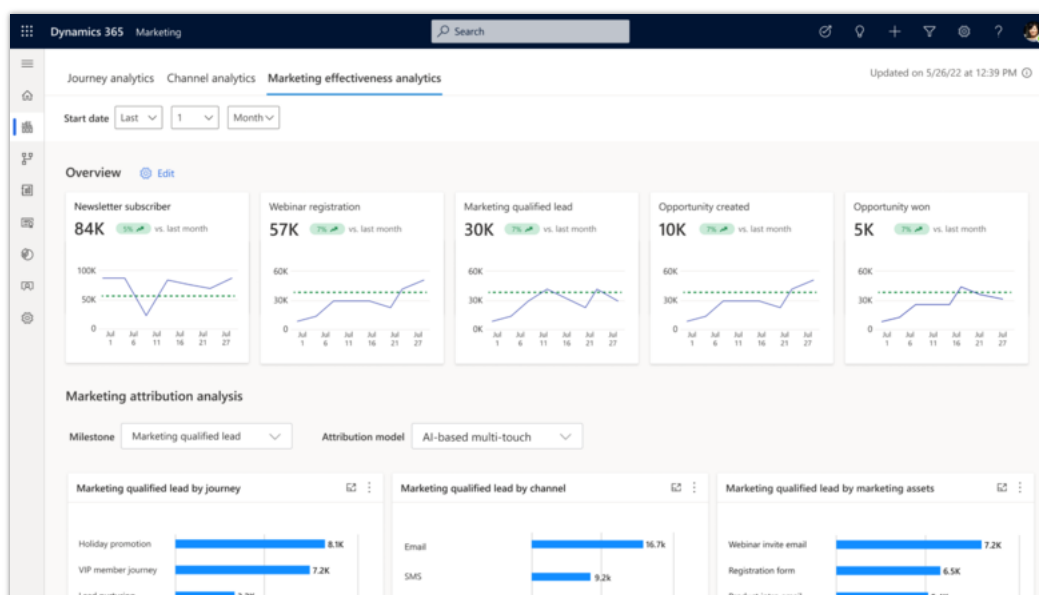 Dynamics 365 Marketing Search
Journey analytics Channel analytics Marketing effectiveness analytics Updated on 5/26/22 at 12:39 PM
Start date Last 1 Month
Overview Edit
Newsletter subscriber
84K 5% vs. last month
100K
50K
0
Jul 1 Jul 6 Jul 11 Jul 16 Jul 21 Jul 27
Webinar registration
57K 7% vs. last month
60K
30K
0
Jul 1 Jul 6 Jul 11 Jul 16 Jul 21 Jul 27
Marketing qualified lead
30K 7% vs. last month
60K
30K
0K
Jul 1 Jul 6 Jul 11 Jul 16 Jul 21 Jul 27
Opportunity created
10K 7% vs. last month
60K
30K
0
Jul 1 Jul 6 Jul 11 Jul 16 Jul 21 Jul 27
Opportunity won
5K 7% vs. last month
60K
30K
0
Jul 1 Jul 6 Jul 11 Jul 16 Jul 21 Jul 27
Marketing attribution analysis
Milestone Marketing qualified lead Attribution model AI-based multi-touch
Marketing qualified lead by journey
Holiday promotion 8.1K
VIP member journey 7.2K
Marketing qualified lead by channel
Email 16.7k
SMS 9.2k
Marketing qualified lead by marketing assets
Webinar invite email 7.2K
Registration form 6.5K